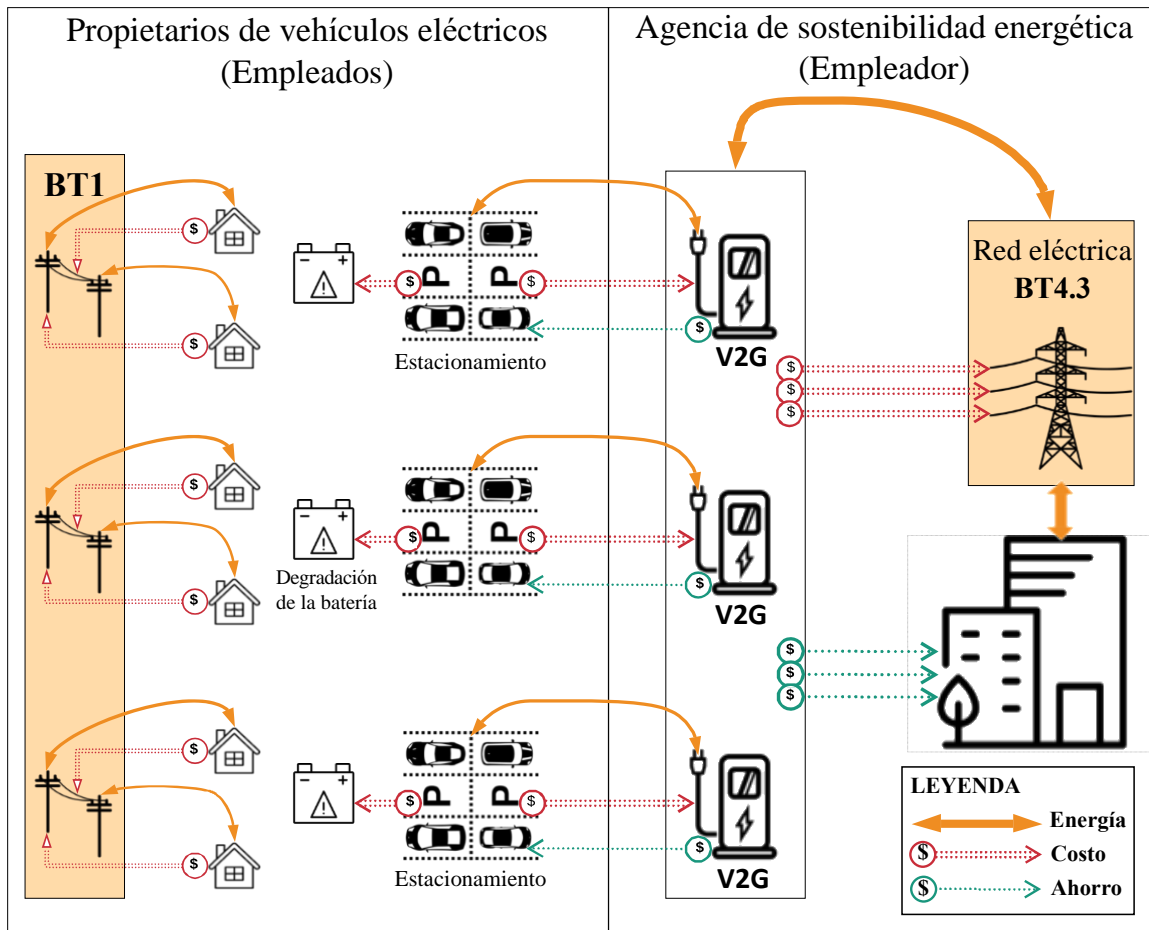 Propietarios de vehículos eléctricos
(Empleados)
Agencia de sostenibilidad energética
(Empleador)
BT1
$
$
$
$
$
P
P
Estacionamiento
V2G
Red eléctrica
BT4.3
$
$
$
$
$
$
$
$
P
P
Degradación
de la batería
V2G
$
$
$
$
$
$
$
$
P
P
Estacionamiento
V2G
LEYENDA
Energía
$
Costo
$
Ahorro